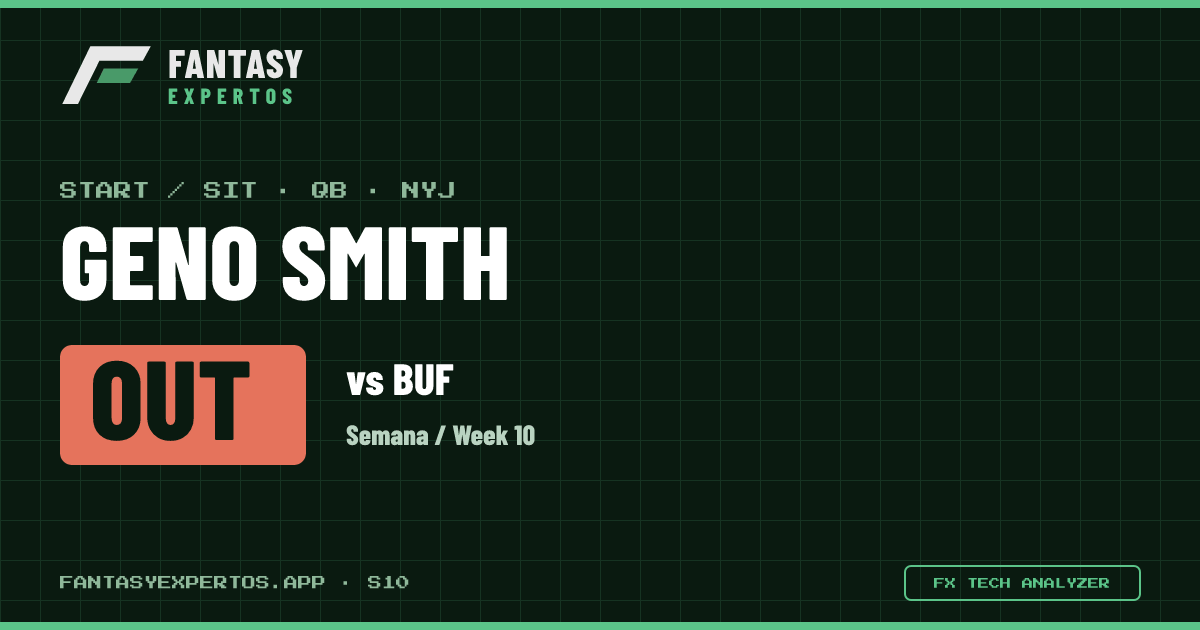 FANTASY
EXPERTOS
START / SIT · QB · NYJ
GENO SMITH
OUT
vs BUF
Semana / Week 10
FANTASYEXPERTOS.APP · S10
FX TECH ANALYZER